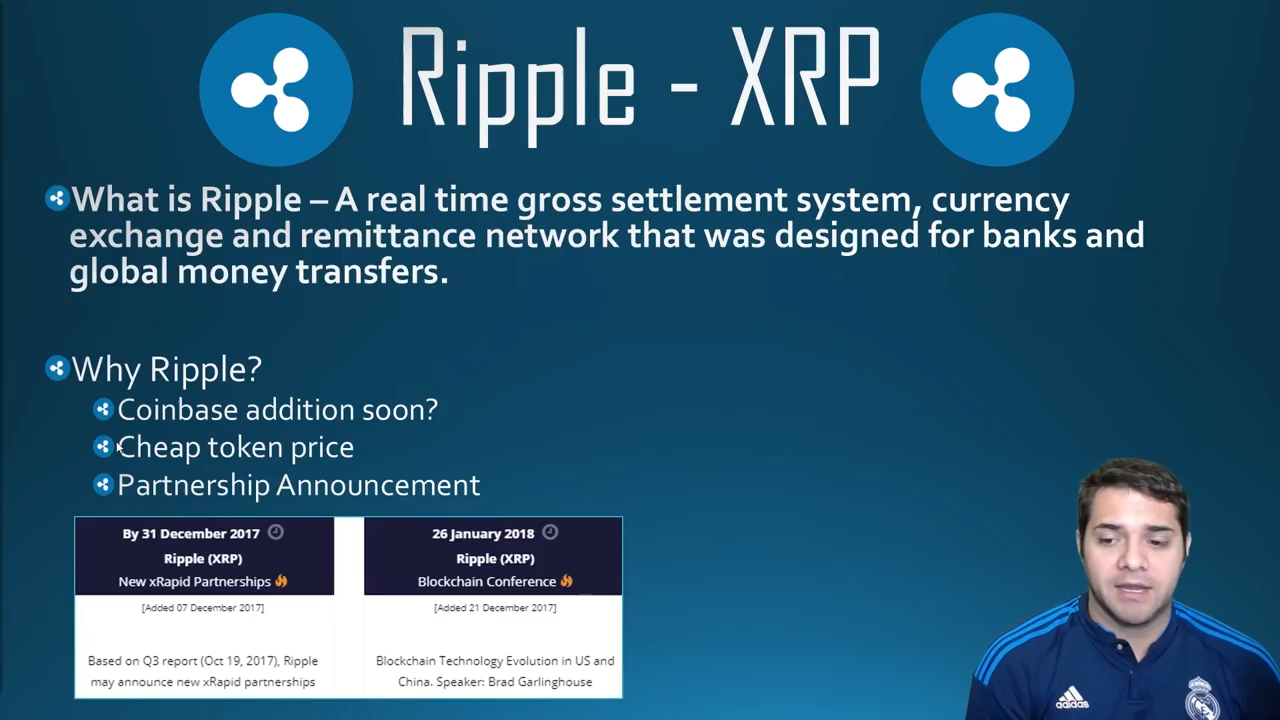 Ripple - XRP
What is Ripple – A real time gross settlement system, currency
exchange and remittance network that was designed for banks and
global money transfers.
Why Ripple?
Coinbase addition soon?
Cheap token price
Partnership Announcement
By 31 December 2017
Ripple (XRP)
New xRapid Partnerships
[Added 07 December 2017]
Based on Q3 report (Oct 19, 2017), Ripple
may announce new xRapid partnerships
26 January 2018
Ripple (XRP)
Blockchain Conference
[Added 21 December 2017]
Blockchain Technology Evolution in US and
China. Speaker: Brad Garlinghouse
adidas